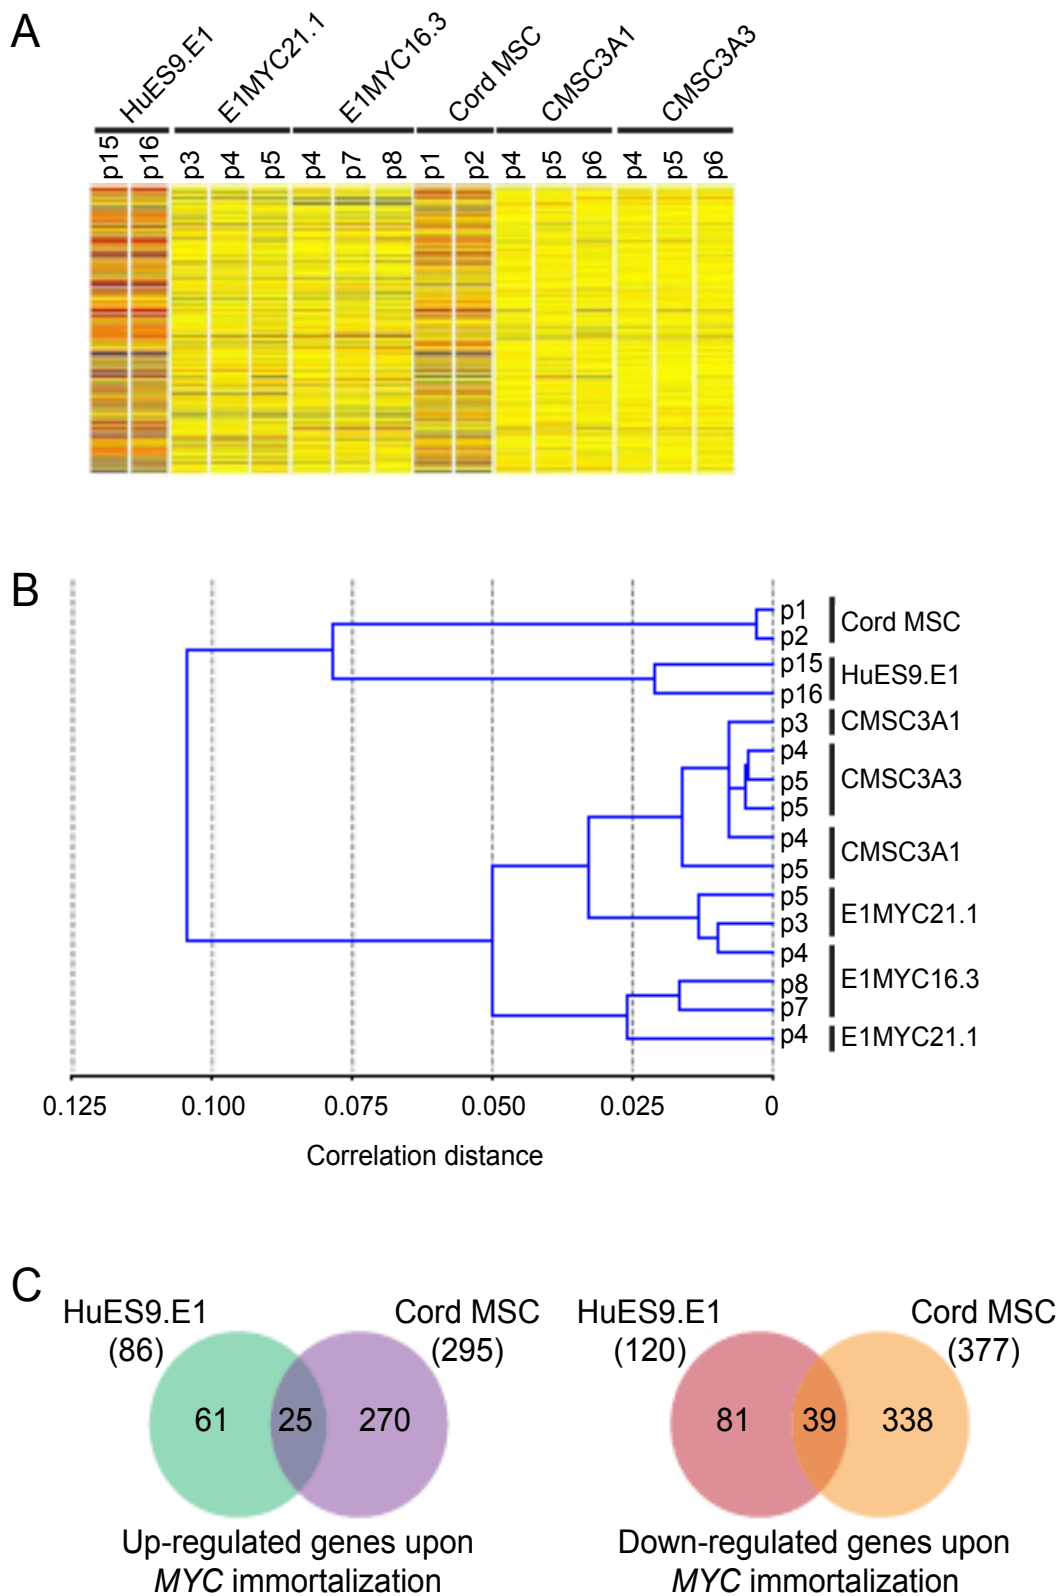 A
HuES9.E1
E1MYC21.1
E1MYC16.3
Cord MSC
CMSC3A1
CMSC3A3
p15 p16 p3 p4 p5 p4 p7 p8 p1 p2 p4 p5 p6 p4 p5 p6
B
p1
p2
Cord MSC
p15
p16
HuES9.E1
p3
CMSC3A1
p4
p5
p5
CMSC3A3
p4
p5
CMSC3A1
p5
p3
E1MYC21.1
p4
p8
p7
E1MYC16.3
p4
E1MYC21.1
0.125 0.100 0.075 0.050 0.025 0
Correlation distance
C
HuES9.E1 Cord MSC HuES9.E1 Cord MSC
(86) (295) (120) (377)
61 25 270 81 39 338
Up-regulated genes upon
MYC immortalization
Down-regulated genes upon
MYC immortalization